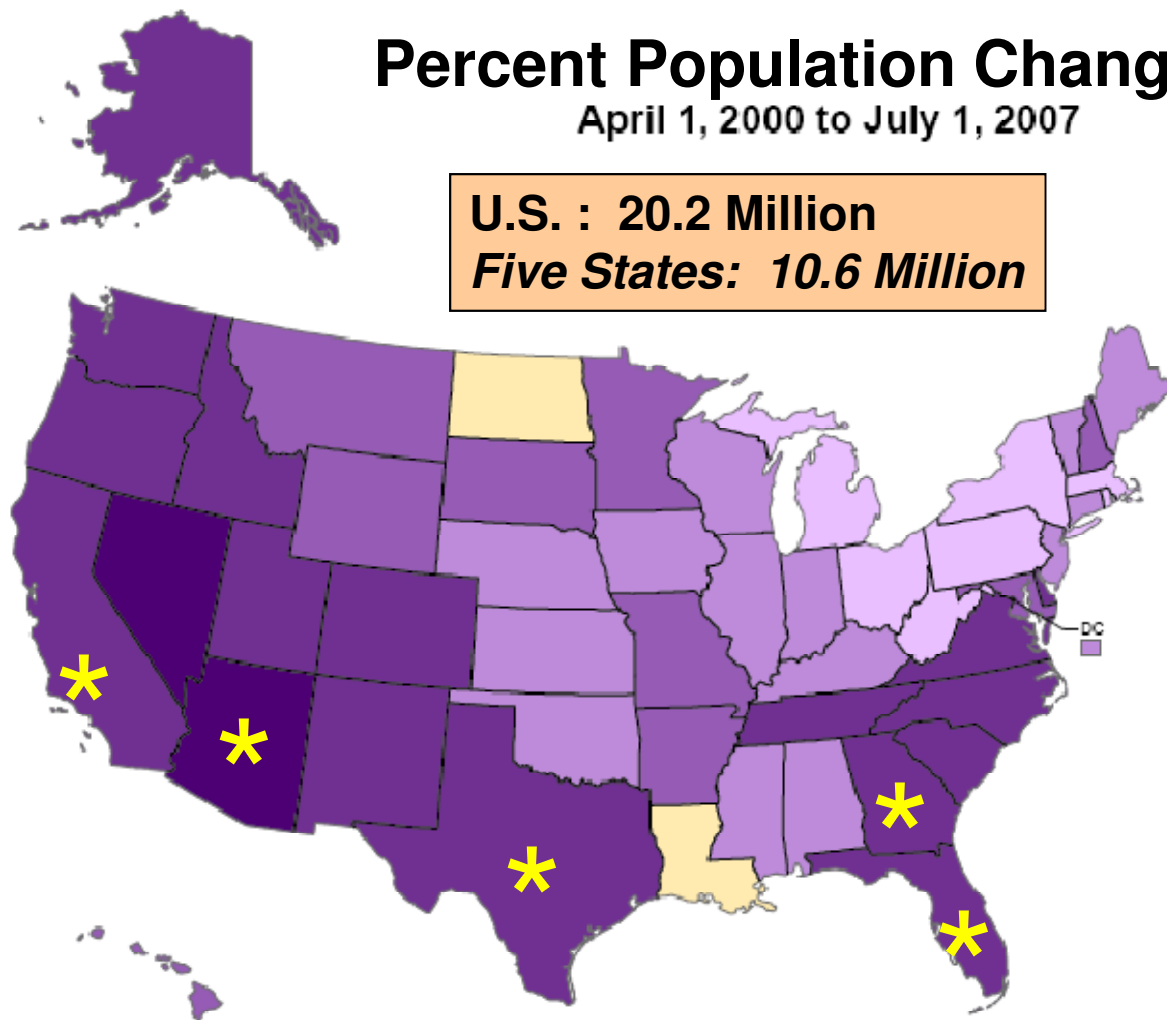 Percent Population Chang
April 1, 2000 to July 1, 2007
U.S. : 20.2 Million
Five States: 10.6 Million
DC
*
*
*
*
*